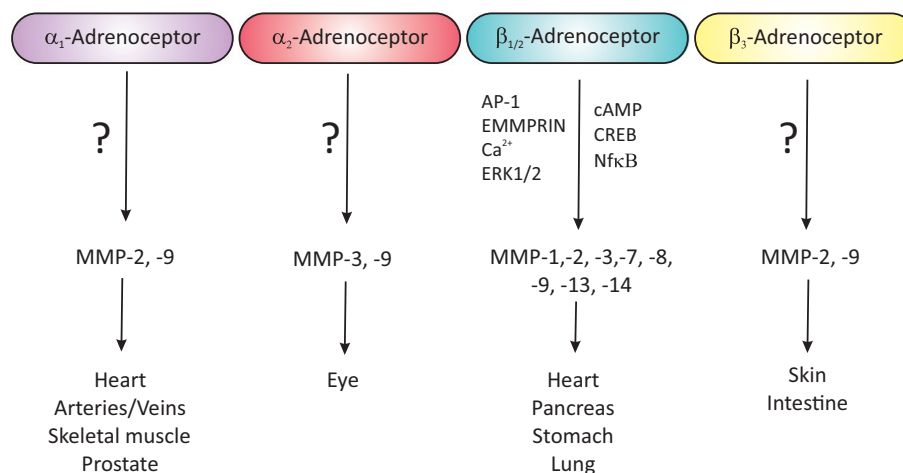 α₁-Adrenoceptor
?
MMP-2, -9
Heart
Arteries/Veins
Skeletal muscle
Prostate
α₂-Adrenoceptor
?
MMP-3, -9
Eye
β₁/₂-Adrenoceptor
AP-1
EMMPRIN
Ca²⁺
ERK1/2
cAMP
CREB
NfκB
MMP-1,-2, -3,-7, -8,
-9, -13, -14
Heart
Pancreas
Stomach
Lung
β₃-Adrenoceptor
?
MMP-2, -9
Skin
Intestine